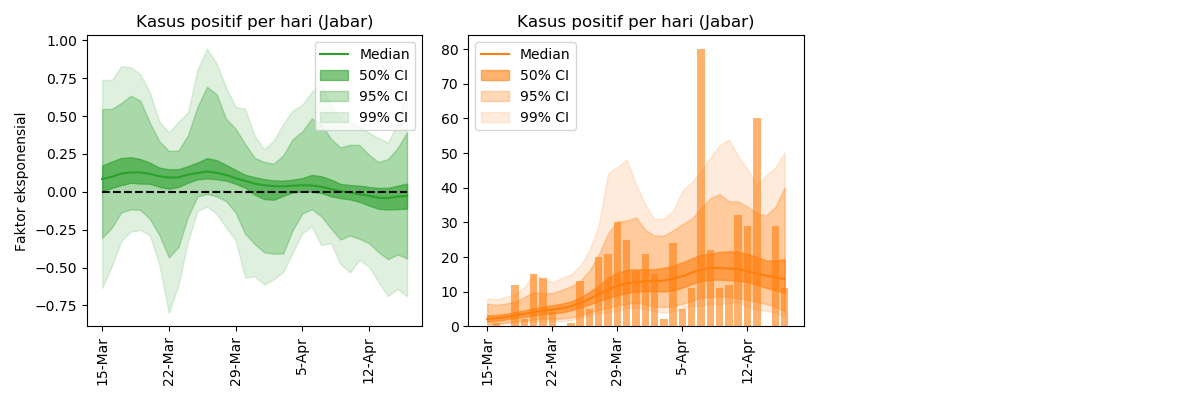 Kasus positif per hari (Jabar)
Faktor eksponensial
1.00
0.75
0.50
0.25
0.00
−0.25
−0.50
−0.75
Median
50% CI
95% CI
99% CI
15-Mar
22-Mar
29-Mar
5-Apr
12-Apr
Kasus positif per hari (Jabar)
80
70
60
50
40
30
20
10
0
Median
50% CI
95% CI
99% CI
15-Mar
22-Mar
29-Mar
5-Apr
12-Apr